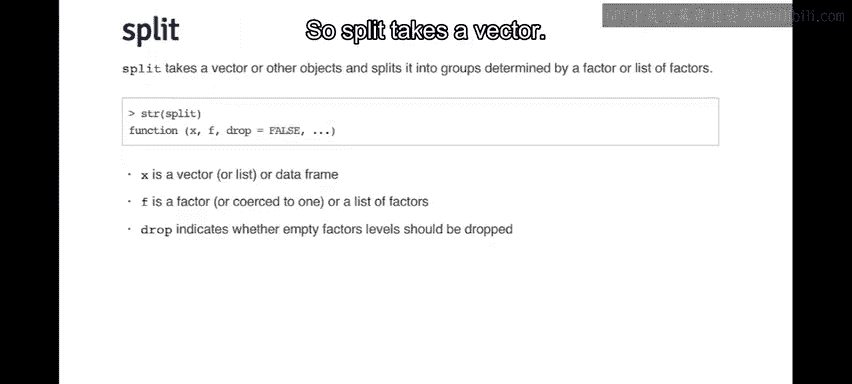 split
So split takes a vector.
split takes a vector or other objects and splits it into groups determined by a factor or list of factors.
> str(split)
function (x, f, drop = FALSE, ...)
· x is a vector (or list) or data frame
· f is a factor (or coerced to one) or a list of factors
· drop indicates whether empty factors levels should be dropped